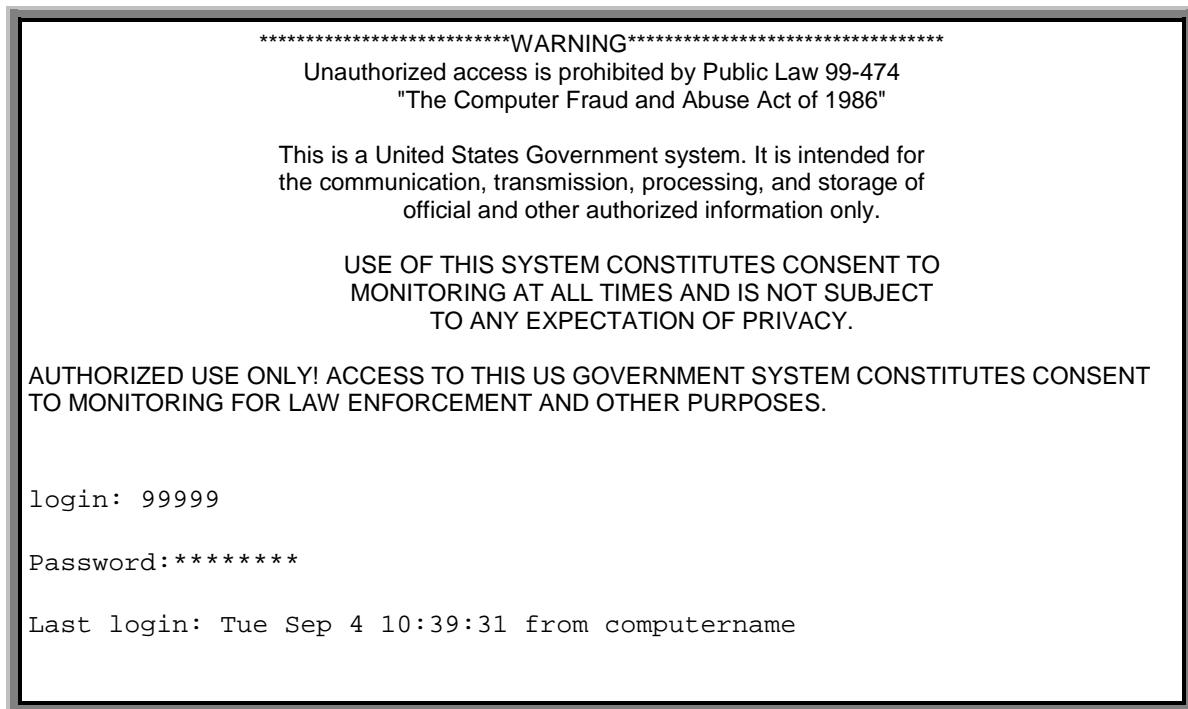 ***************************WARNING**********************************
Unauthorized access is prohibited by Public Law 99-474
"The Computer Fraud and Abuse Act of 1986"
This is a United States Government system. It is intended for
the communication, transmission, processing, and storage of
official and other authorized information only.
USE OF THIS SYSTEM CONSTITUTES CONSENT TO
MONITORING AT ALL TIMES AND IS NOT SUBJECT
TO ANY EXPECTATION OF PRIVACY.
AUTHORIZED USE ONLY! ACCESS TO THIS US GOVERNMENT SYSTEM CONSTITUTES CONSENT
TO MONITORING FOR LAW ENFORCEMENT AND OTHER PURPOSES.
login: 99999
Password:********
Last login: Tue Sep 4 10:39:31 from computername